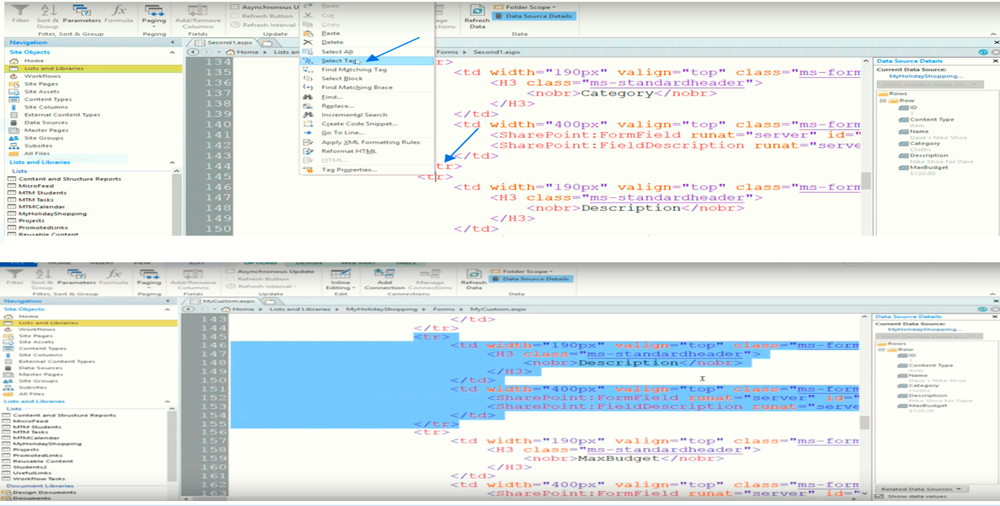 Filter
Sort & Group
Parameters
Formula
Filter, Sort & Group
Paging
Paging
Add/Remove Columns
Fields
Asynchronous U
Refresh Button
Refresh Interval
Update
Redo
Cut
Copy
Paste
Delete
Select All
Select Tag
Find Matching Tag
Select Block
Find Matching Brace
Find...
Replace...
Incremental Search
Create Code Snippet...
Go To Line...
Apply XML Formatting Rules
Reformat HTML
HTML...
Tag Properties...
age
ctions
Refresh Data
Folder Scope
Data Source Details
Data
Navigation
Site Objects
Home
Lists and Libraries
Workflows
Site Pages
Site Assets
Content Types
Site Columns
External Content Types
Data Sources
Master Pages
Site Groups
Subsites
All Files
Lists and Libraries
Lists
Content and Structure Reports
MicroFeed
MTM Students
MTM Tasks
MTMCalendar
MyHolidayShopping
Projects
PromotedLinks
Reusable Content
Second1.aspx
Home
Lists an
Forms
Second1.aspx
134 r>
135 <td width="190px" valign="top" class="ms-form
136 <H3 class="ms-standardheader">
137 <nobr>Category</nobr>
138 </H3>
139 </td>
140 <td width="400px" valign="top" class="ms-form
141 <SharePoint:FormField runat="server" id="
142 <SharePoint:FieldDescription runat="serve
143 </td>
144 tr>
145 <tr>
146 <td width="190px" valign="top" class="ms-form
147 <H3 class="ms-standardheader">
148 <nobr>Description</nobr>
149 </H3>
150 </td>
Data Source Details
Current Data Source:
MyHolidayShopping...
Insert Selected Fields as...
Rows
Row
ID
1
Content Type
Item
Name
Dave's Nike Shoe
Category
Cloths
Description
Nike Shoe for Dave
MaxBudget
$120.00
FILE HOME INSERT VIEW EDIT OPTIONS DESIGN WEB PART TABLE
Filter
Sort & Group
Parameters
Formula
Filter, Sort & Group
Paging
Paging
Add/Remove Columns
Fields
Asynchronous Update
Refresh Button
Refresh Interval
Update
Inline Editing
Edit
Add Connection
Manage Connections
Connections
Refresh Data
Folder Scope
Data Source Details
Data
Navigation
Site Objects
Home
Lists and Libraries
Workflows
Site Pages
Site Assets
Content Types
Site Columns
External Content Types
Data Sources
Master Pages
Site Groups
Subsites
All Files
Lists and Libraries
Lists
Content and Structure Reports
MicroFeed
MTM Students
MTM Tasks
MTMCalendar
MyHolidayShopping
Projects
PromotedLinks
Reusable Content
Students2
UsefulLinks
Workflow Tasks
Document Libraries
Design Documents
Documents
MyCustom.aspx
Home
Lists and Libraries
MyHolidayShopping
Forms
MyCustom.aspx
143 </td>
144 </tr>
145 <tr>
146 <td width="190px" valign="top" class="ms-form
147 <H3 class="ms-standardheader">
148 <nobr>Description</nobr>
149 </H3>
150 </td>
151 <td width="400px" valign="top" class="ms-form
152 <SharePoint:FormField runat="server" id="
153 <SharePoint:FieldDescription runat="serve
154 </td>
155 </tr>
156 <tr>
157 <td width="190px" valign="top" class="ms-form
158 <H3 class="ms-standardheader">
159 <nobr>MaxBudget</nobr>
160 </H3>
161 </td>
162 <td width="400px" valign="top" class="ms-form
163 <SharePoint:FormField runat="server" id="
Data Source Details
Current Data Source:
MyHolidayShopping...
Insert Selected Fields as...
Rows
Row
ID
1
Content Type
Item
Name
Dave's Nike Shoe
Category
Cloths
Description
Nike Shoe for Dave
MaxBudget
$120.00
Related Data Sources
Show data values